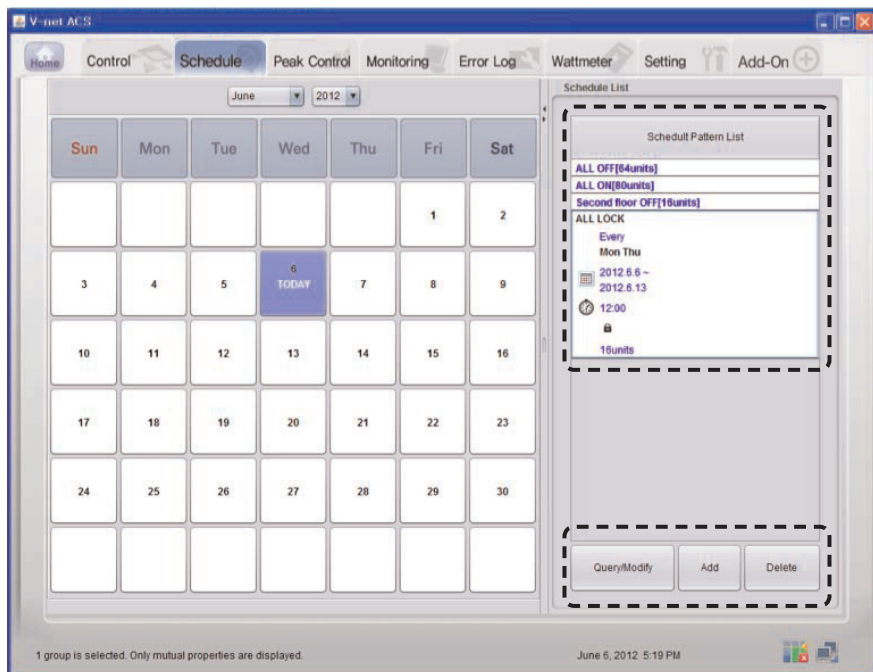 V-net ACS
Home Control Schedule Peak Control Monitoring Error Log Wattmeter Setting Add-On
June 2012
Schedule List
Sun Mon Tue Wed Thu Fri Sat
1 2
3 4 5 6 7 8 9
TODAY
10 11 12 13 14 15 16
17 18 19 20 21 22 23
24 25 26 27 28 29 30
Schedult Pattern List
ALL OFF[64units]
ALL ON[80units]
Second floor OFF[16units]
ALL LOCK
Every
Mon Thu
2012.6.6 ~
2012.6.13
12:00
16units
Query/Modify Add Delete
1 group is selected. Only mutual properties are displayed.
June 6, 2012 5:19 PM